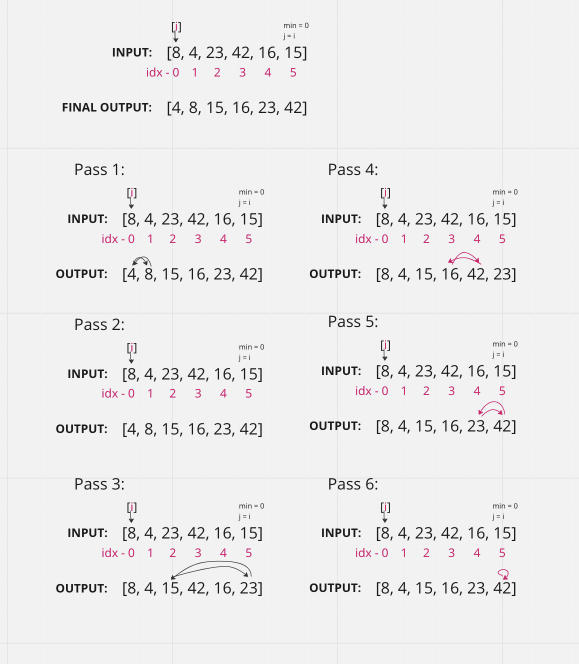 [i]
min = 0
j = i
INPUT: [8, 4, 23, 42, 16, 15]
idx - 0 1 2 3 4 5
FINAL OUTPUT: [4, 8, 15, 16, 23, 42]
Pass 1:
[i]
min = 0
j = i
INPUT: [8, 4, 23, 42, 16, 15]
idx - 0 1 2 3 4 5
OUTPUT: [4, 8, 15, 16, 23, 42]
Pass 2:
[i]
min = 0
j = i
INPUT: [8, 4, 23, 42, 16, 15]
idx - 0 1 2 3 4 5
OUTPUT: [4, 8, 15, 16, 23, 42]
Pass 3:
[i]
min = 0
j = i
INPUT: [8, 4, 23, 42, 16, 15]
idx - 0 1 2 3 4 5
OUTPUT: [8, 4, 15, 42, 16, 23]
Pass 4:
[i]
min = 0
j = i
INPUT: [8, 4, 23, 42, 16, 15]
idx - 0 1 2 3 4 5
OUTPUT: [8, 4, 15, 16, 42, 23]
Pass 5:
[i]
min = 0
j = i
INPUT: [8, 4, 23, 42, 16, 15]
idx - 0 1 2 3 4 5
OUTPUT: [8, 4, 15, 16, 23, 42]
Pass 6:
[i]
min = 0
j = i
INPUT: [8, 4, 23, 42, 16, 15]
idx - 0 1 2 3 4 5
OUTPUT: [8, 4, 15, 16, 23, 42]